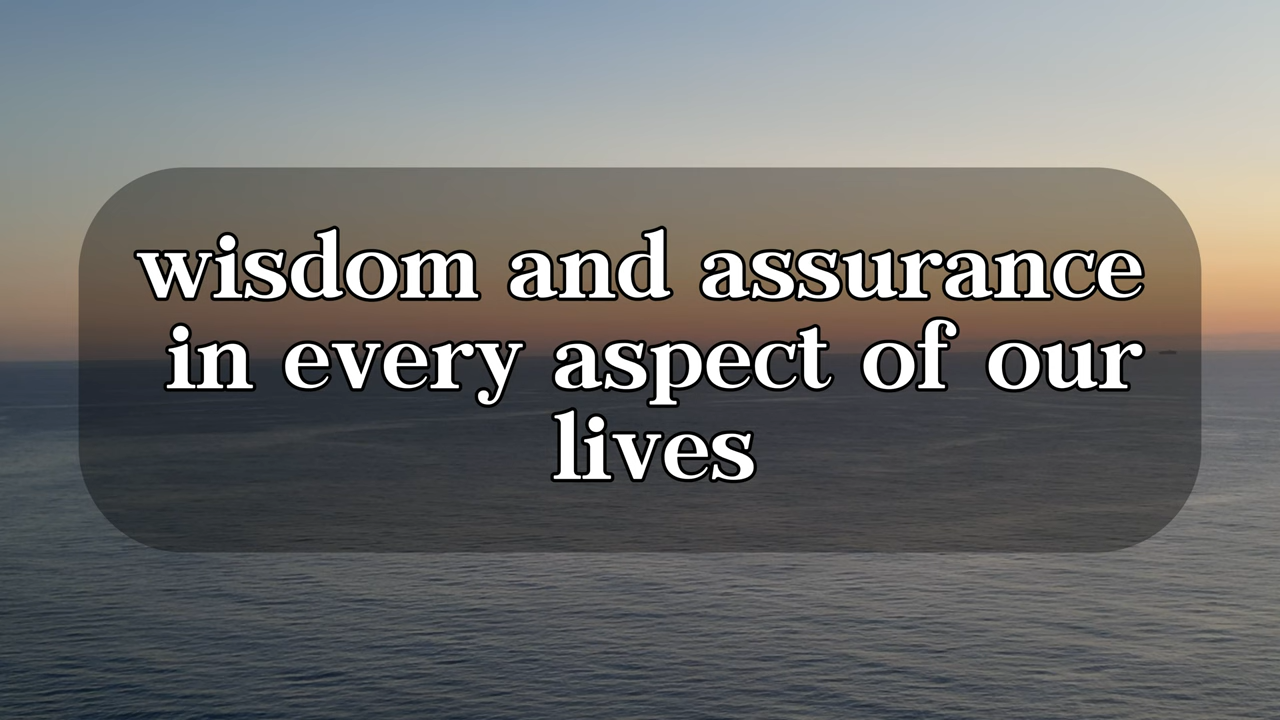 wisdom and assurance
in every aspect of our
lives